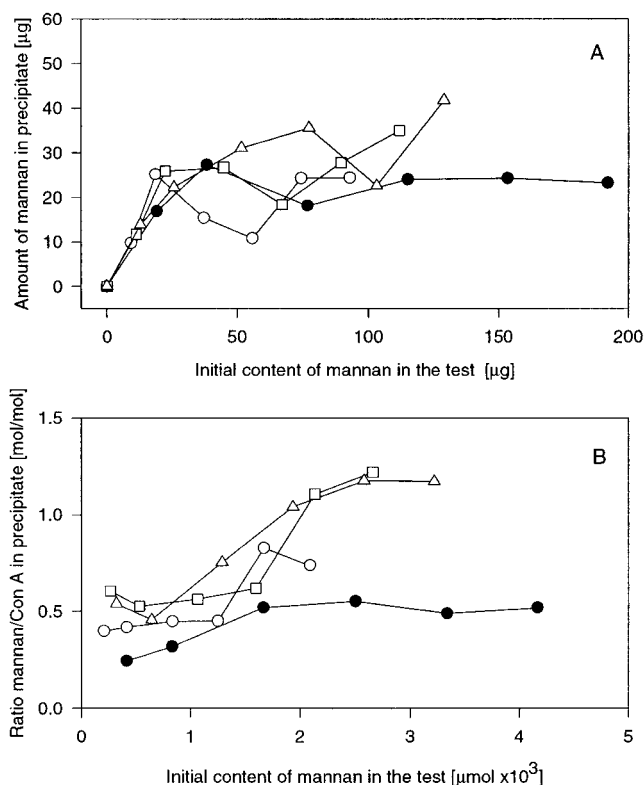 A
Amount of mannan in precipitate [µg]
60
50
40
30
20
10
0
0 50 100 150 200
Initial content of mannan in the test [µg]
B
Ratio mannan/Con A in precipitate [mol/mol]
1.5
1.0
0.5
0.0
0 1 2 3 4 5
Initial content of mannan in the test [µmol x10³]